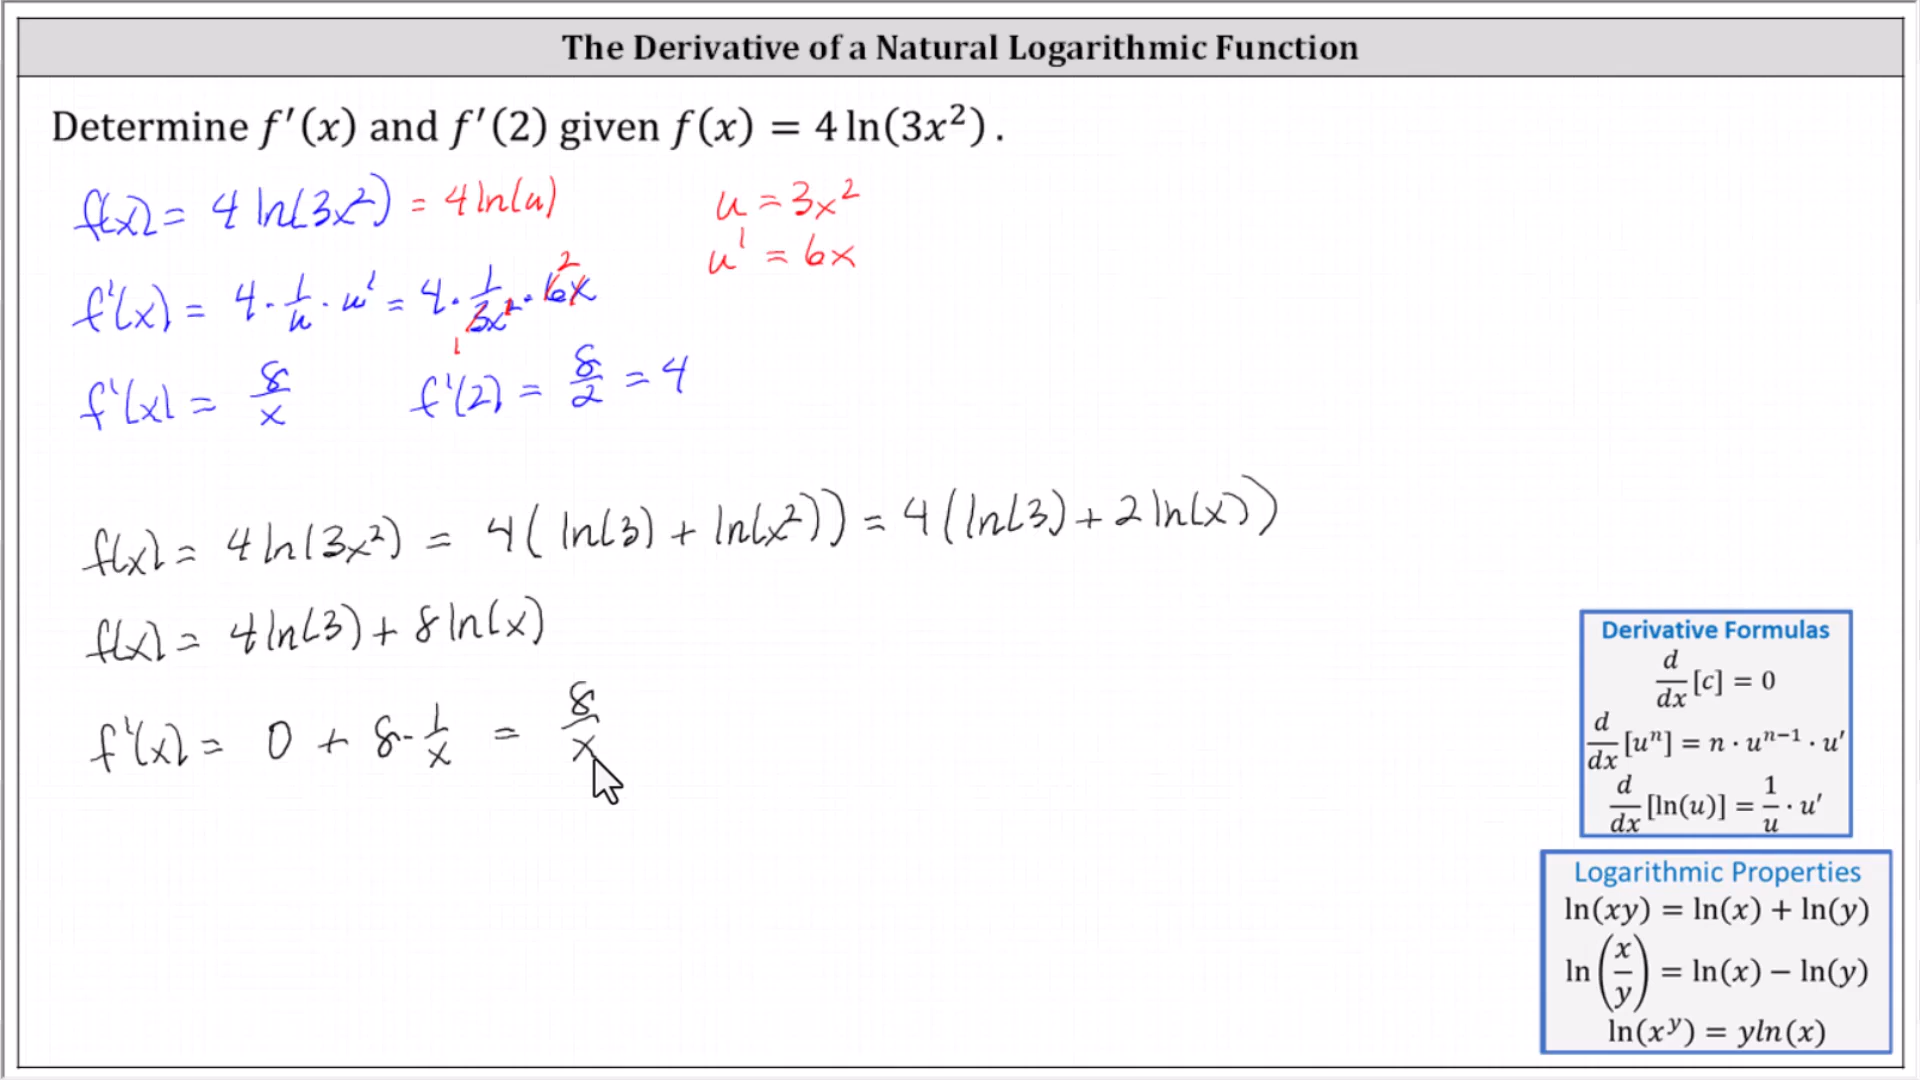 The Derivative of a Natural Logarithmic Function
Determine f′(x) and f′(2) given f(x) = 4 ln(3x²).
f(x) = 4 ln(3x²) = 4 ln(u)
u = 3x²
u' = 6x
f'(x) = 4 · 1/u · u' = 4 · 1/3x² · 6x
2
1
f'(x) = 8/x
f'(2) = 8/2 = 4
f(x) = 4 ln(3x²) = 4( ln(3) + ln(x²)) = 4(ln(3) + 2 ln(x))
f(x) = 4 ln(3) + 8 ln(x)
f'(x) = 0 + 8 · 1/x = 8/x
Derivative Formulas
d/dx [c] = 0
d/dx [uⁿ] = n · uⁿ⁻¹ · u′
d/dx [ln(u)] = 1/u · u′
Logarithmic Properties
ln(xy) = ln(x) + ln(y)
ln(x/y) = ln(x) − ln(y)
ln(xʸ) = yln(x)